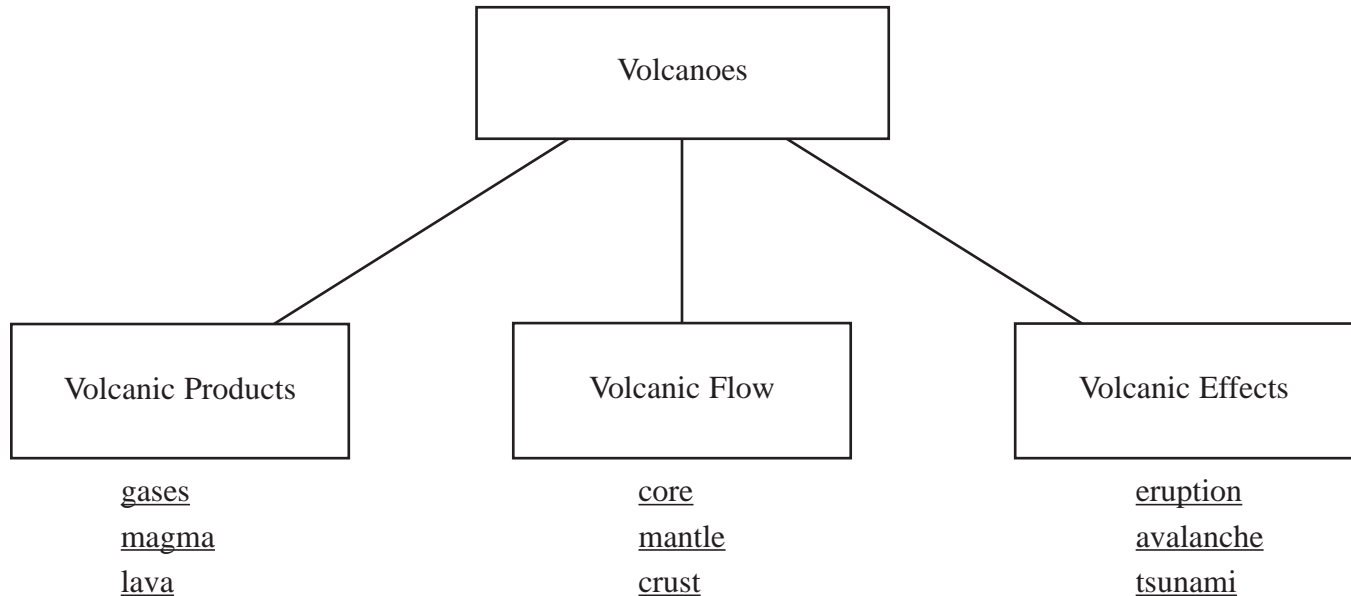 Volcanoes
Volcanic Products
Volcanic Flow
Volcanic Effects
gases
magma
lava
core
mantle
crust
eruption
avalanche
tsunami